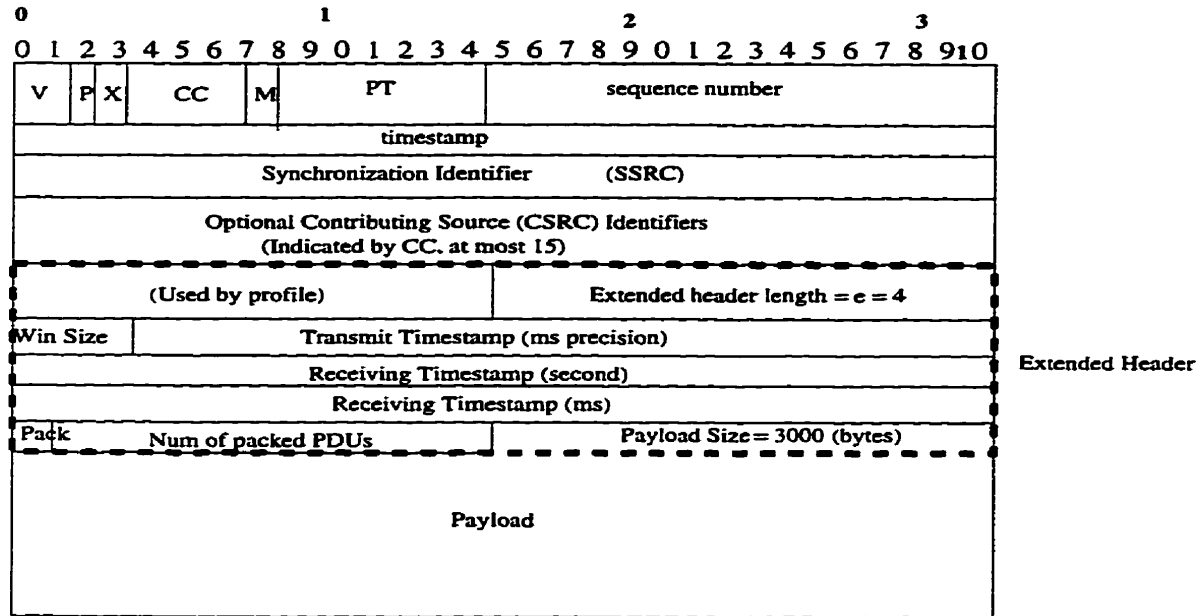 0 1 2 3
0 1 2 3 4 5 6 7 8 9 0 1 2 3 4 5 6 7 8 9 0 1 2 3 4 5 6 7 8 9 1 0
V P X CC M PT sequence number
timestamp
Synchronization Identifier (SSRC)
Optional Contributing Source (CSRC) Identifiers
(Indicated by CC. at most 15)
(Used by profile) Extended header length = e = 4
Win Size Transmit Timestamp (ms precision)
Extended Header
Receiving Timestamp (second)
Receiving Timestamp (ms)
Pack Num of packed PDUs Payload Size = 3000 (bytes)
Payload